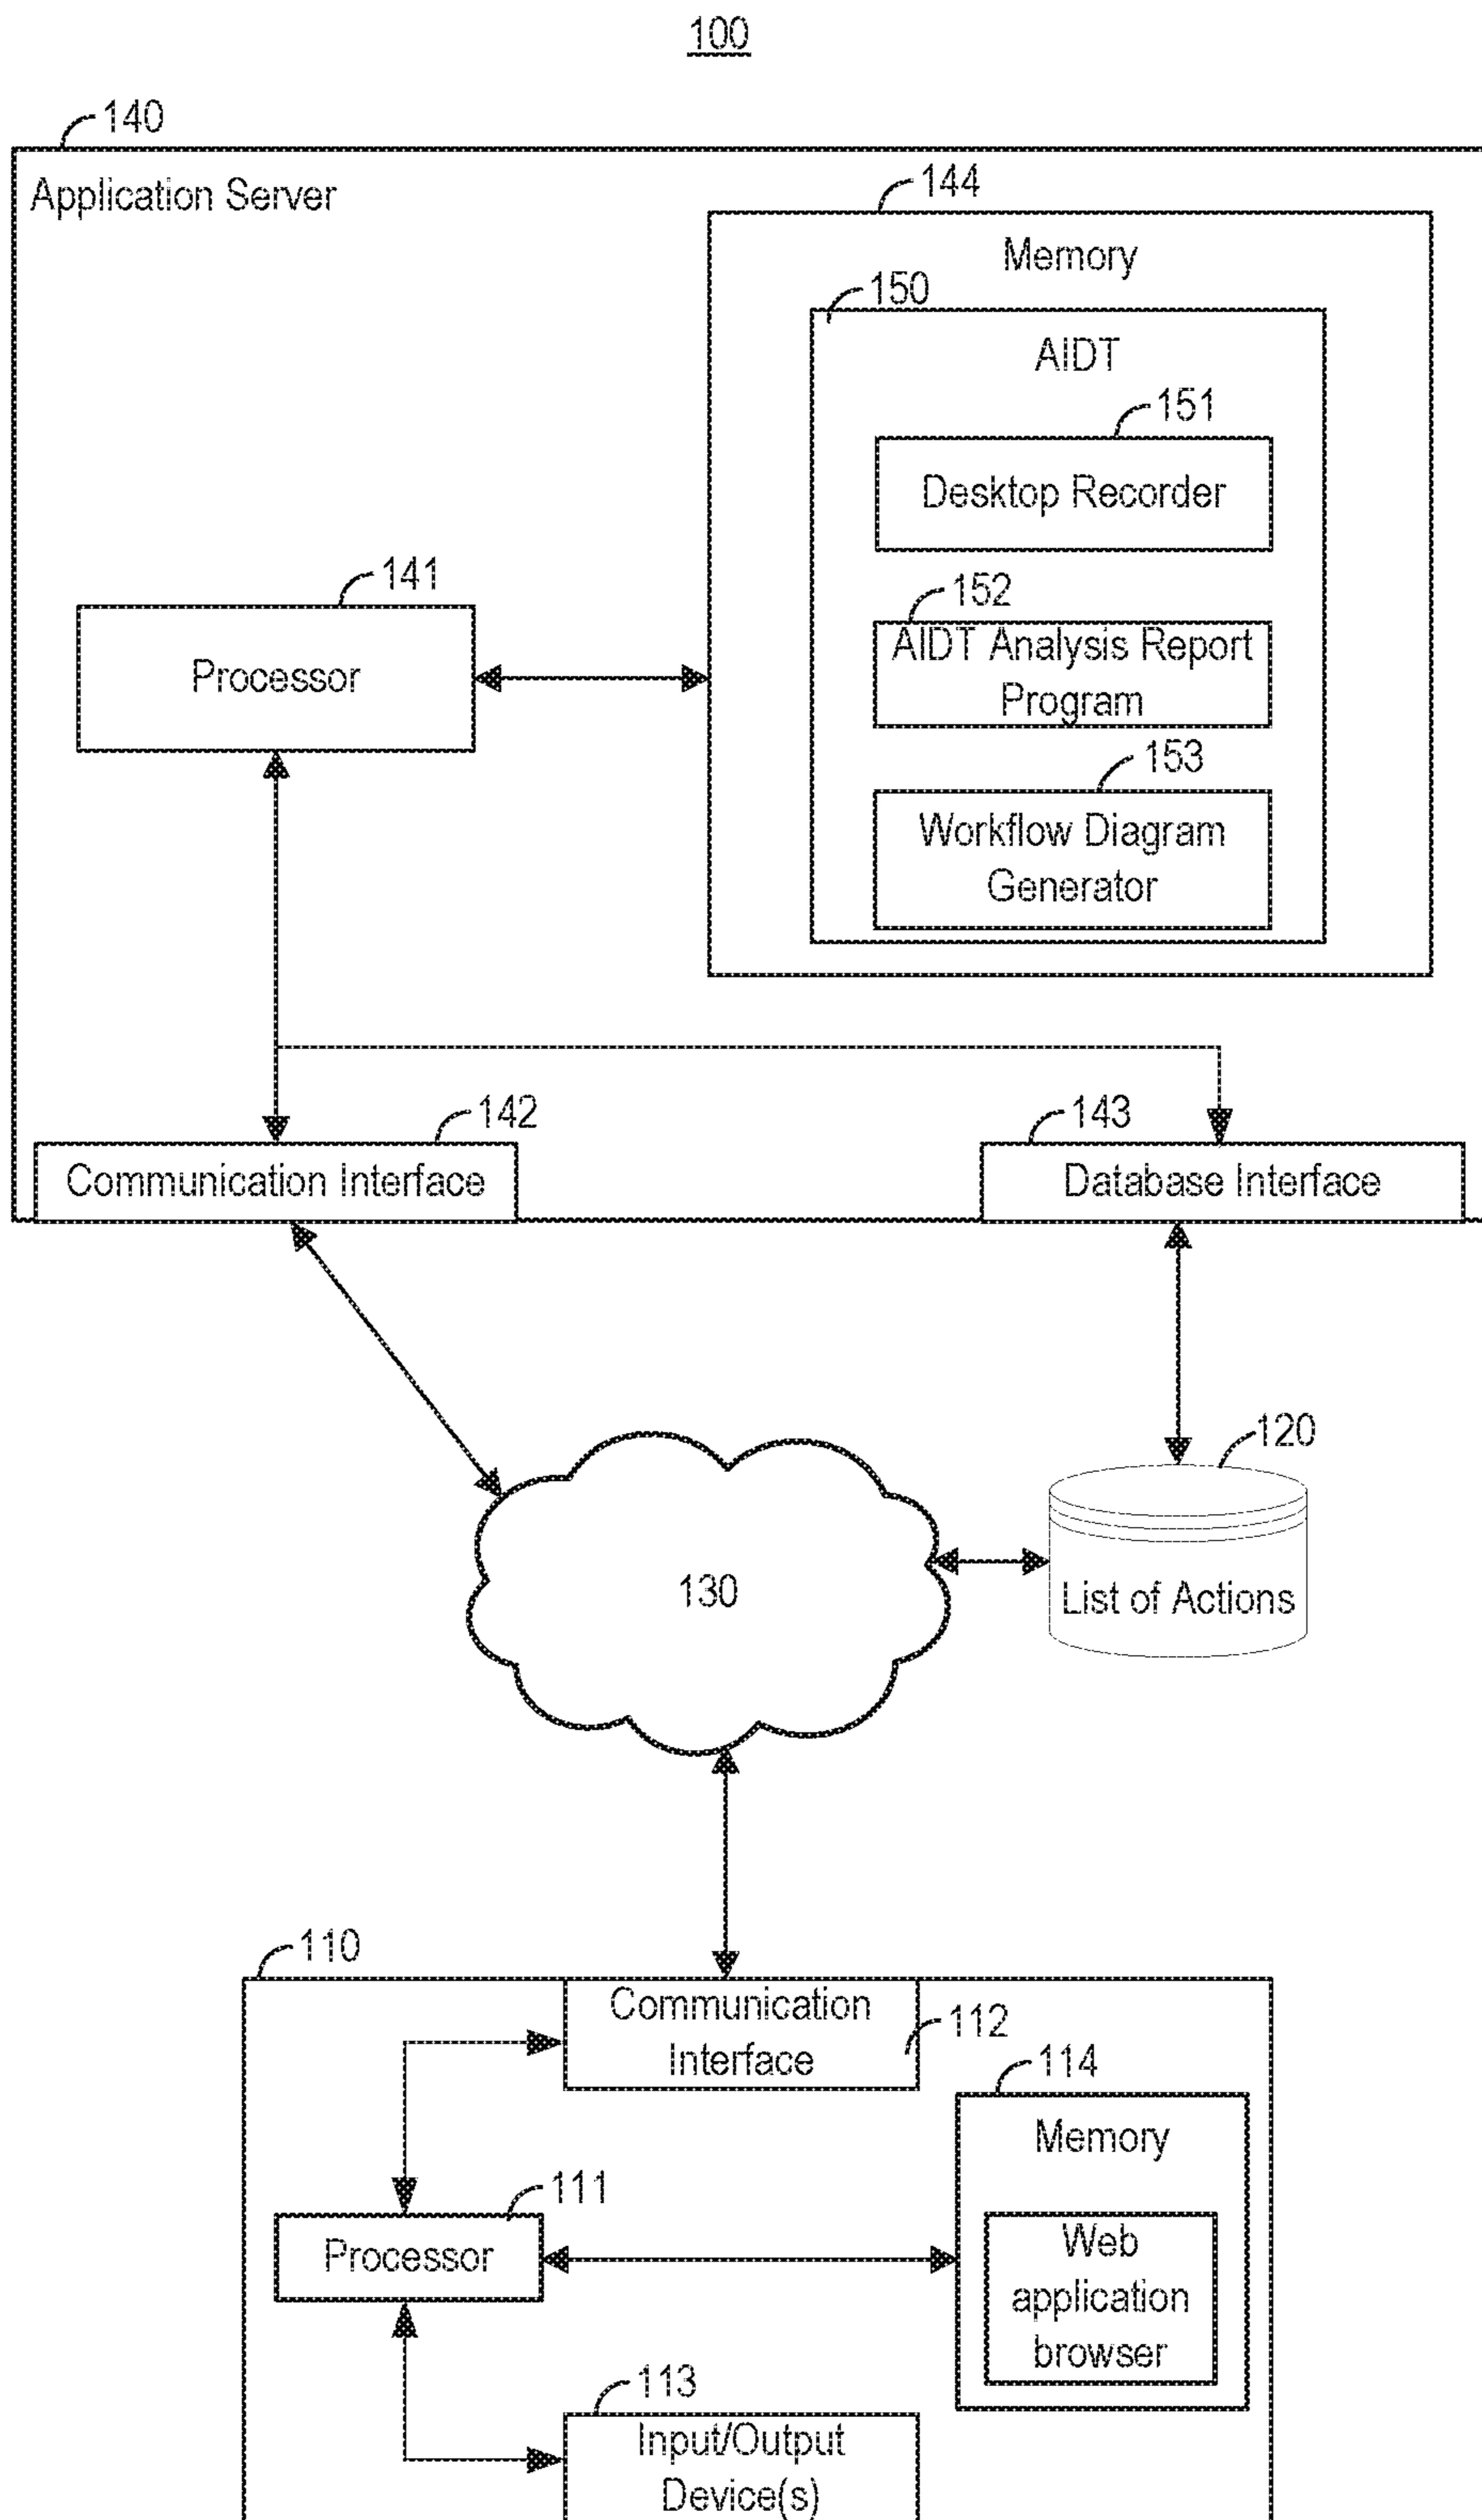 100
140
Application Server
144
Memory
150
AIDT
151
Desktop Recorder
141
Processor
152
AIDT Analysis Report
Program
153
Workflow Diagram
Generator
142
Communication Interface
143
Database Interface
120
List of Actions
130
110
Communication
Interface
112
114
Memory
111
Processor
Web
application
browser
113
Input/Output
Device(s)